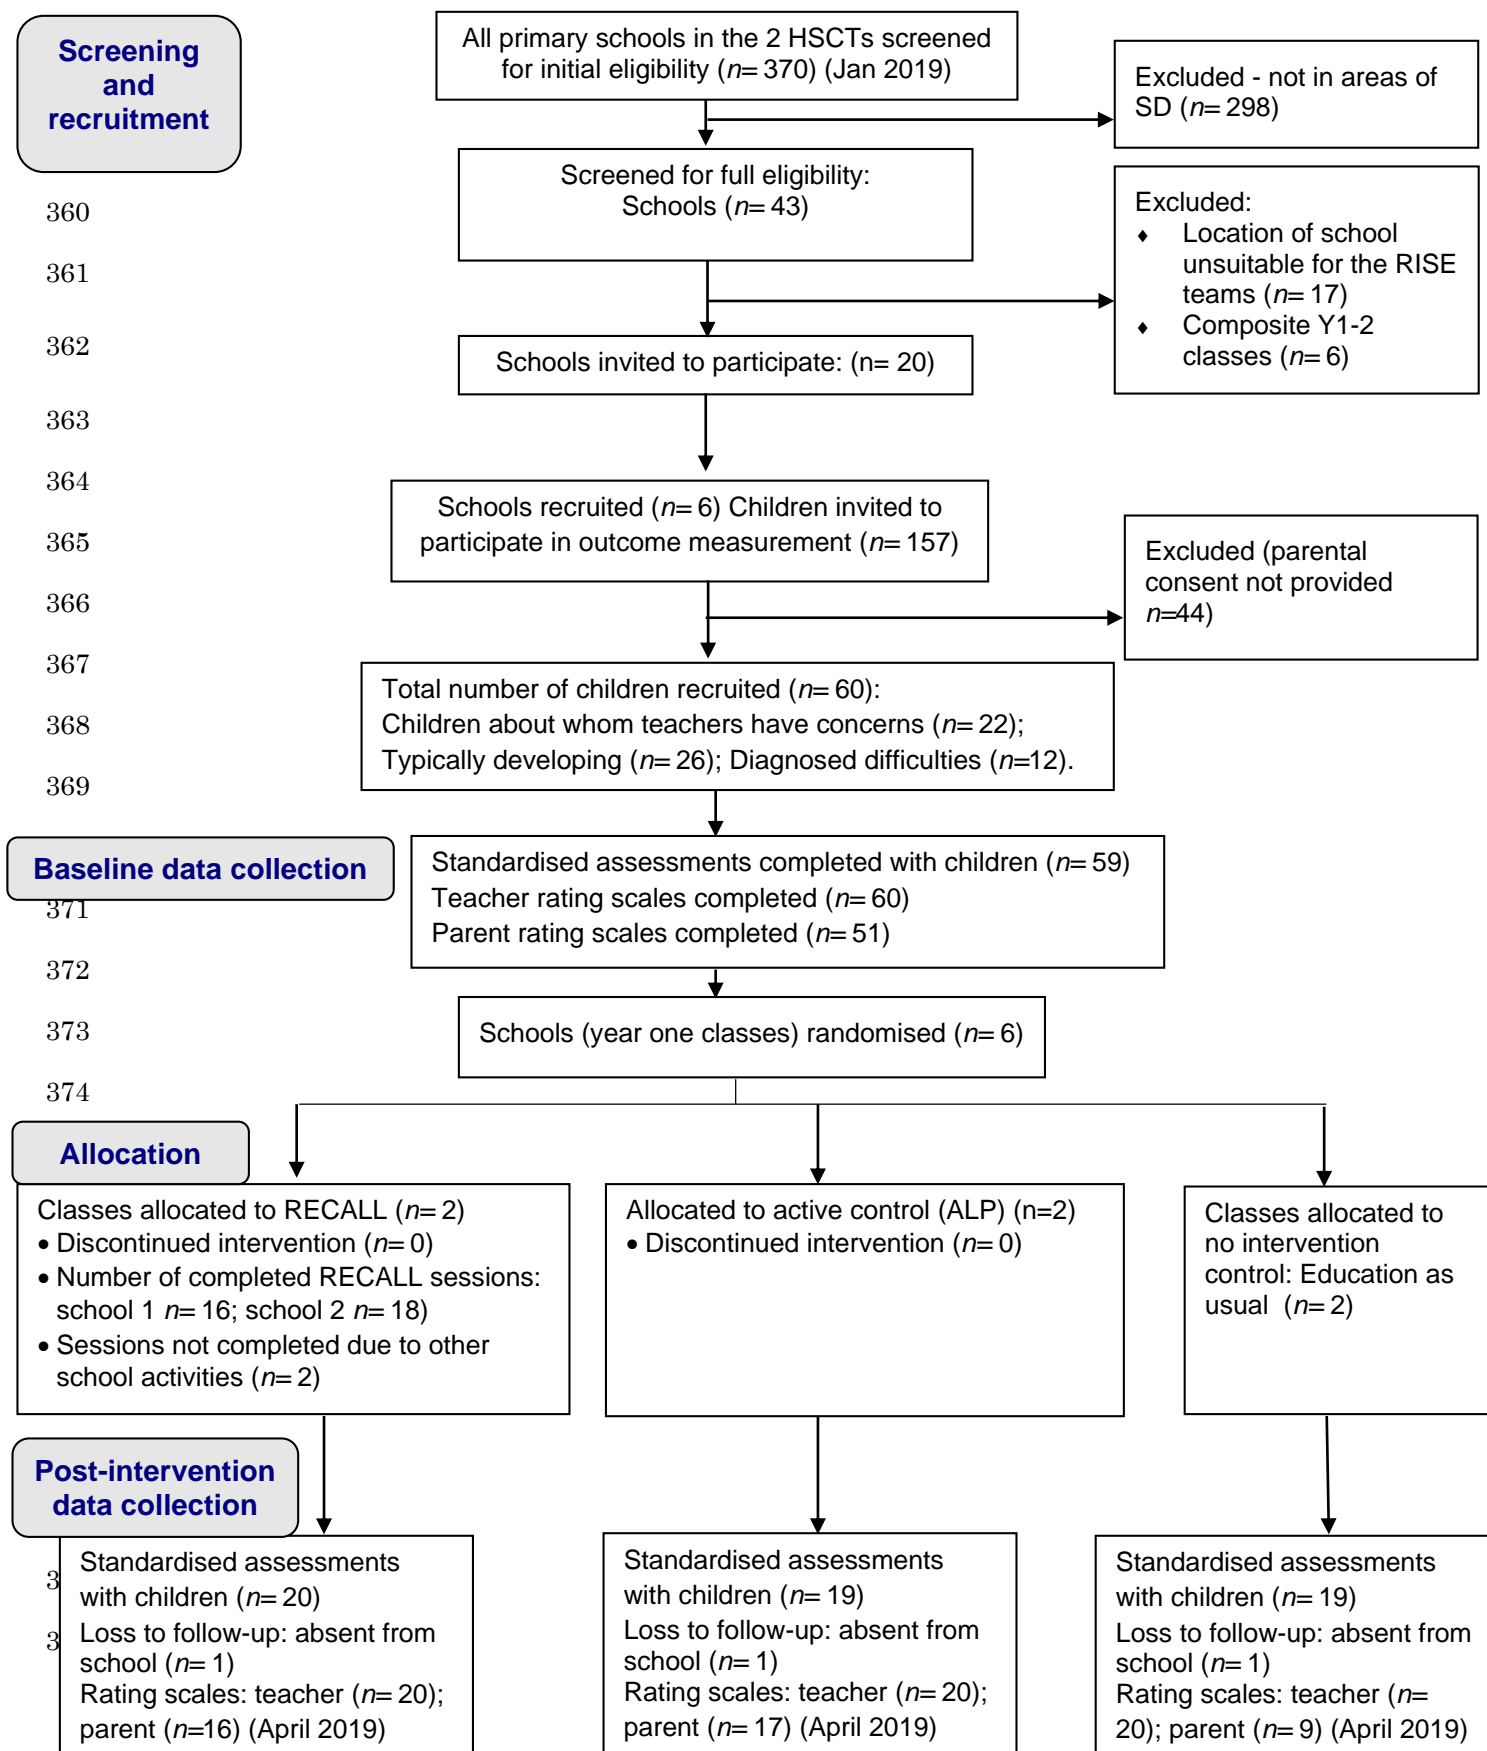 Screening
and
recruitment
All primary schools in the 2 HSCTs screened
for initial eligibility (n= 370) (Jan 2019)
Excluded - not in areas of
SD (n= 298)
Screened for full eligibility:
Schools (n= 43)
Excluded:
⬧ Location of school
unsuitable for the RISE
teams (n= 17)
⬧ Composite Y1-2
classes (n= 6)
360
361
362
Schools invited to participate: (n= 20)
363
364
Schools recruited (n= 6) Children invited to
participate in outcome measurement (n= 157)
365
Excluded (parental
consent not provided
n=44)
366
367
Total number of children recruited (n= 60):
Children about whom teachers have concerns (n= 22);
Typically developing (n= 26); Diagnosed difficulties (n=12).
368
369
Baseline data collection
Standardised assessments completed with children (n= 59)
Teacher rating scales completed (n= 60)
Parent rating scales completed (n= 51)
371
372
373
Schools (year one classes) randomised (n= 6)
374
Allocation
Classes allocated to RECALL (n= 2)
• Discontinued intervention (n= 0)
• Number of completed RECALL sessions:
school 1 n= 16; school 2 n= 18)
• Sessions not completed due to other
school activities (n= 2)
Allocated to active control (ALP) (n=2)
• Discontinued intervention (n= 0)
Classes allocated to
no intervention
control: Education as
usual (n= 2)
Post-intervention
data collection
3
3
Standardised assessments
with children (n= 20)
Loss to follow-up: absent from
school (n= 1)
Rating scales: teacher (n= 20);
parent (n=16) (April 2019)
Standardised assessments
with children (n= 19)
Loss to follow-up: absent from
school (n= 1)
Rating scales: teacher (n= 20);
parent (n= 17) (April 2019)
Standardised assessments
with children (n= 19)
Loss to follow-up: absent from
school (n= 1)
Rating scales: teacher (n=
20); parent (n= 9) (April 2019)